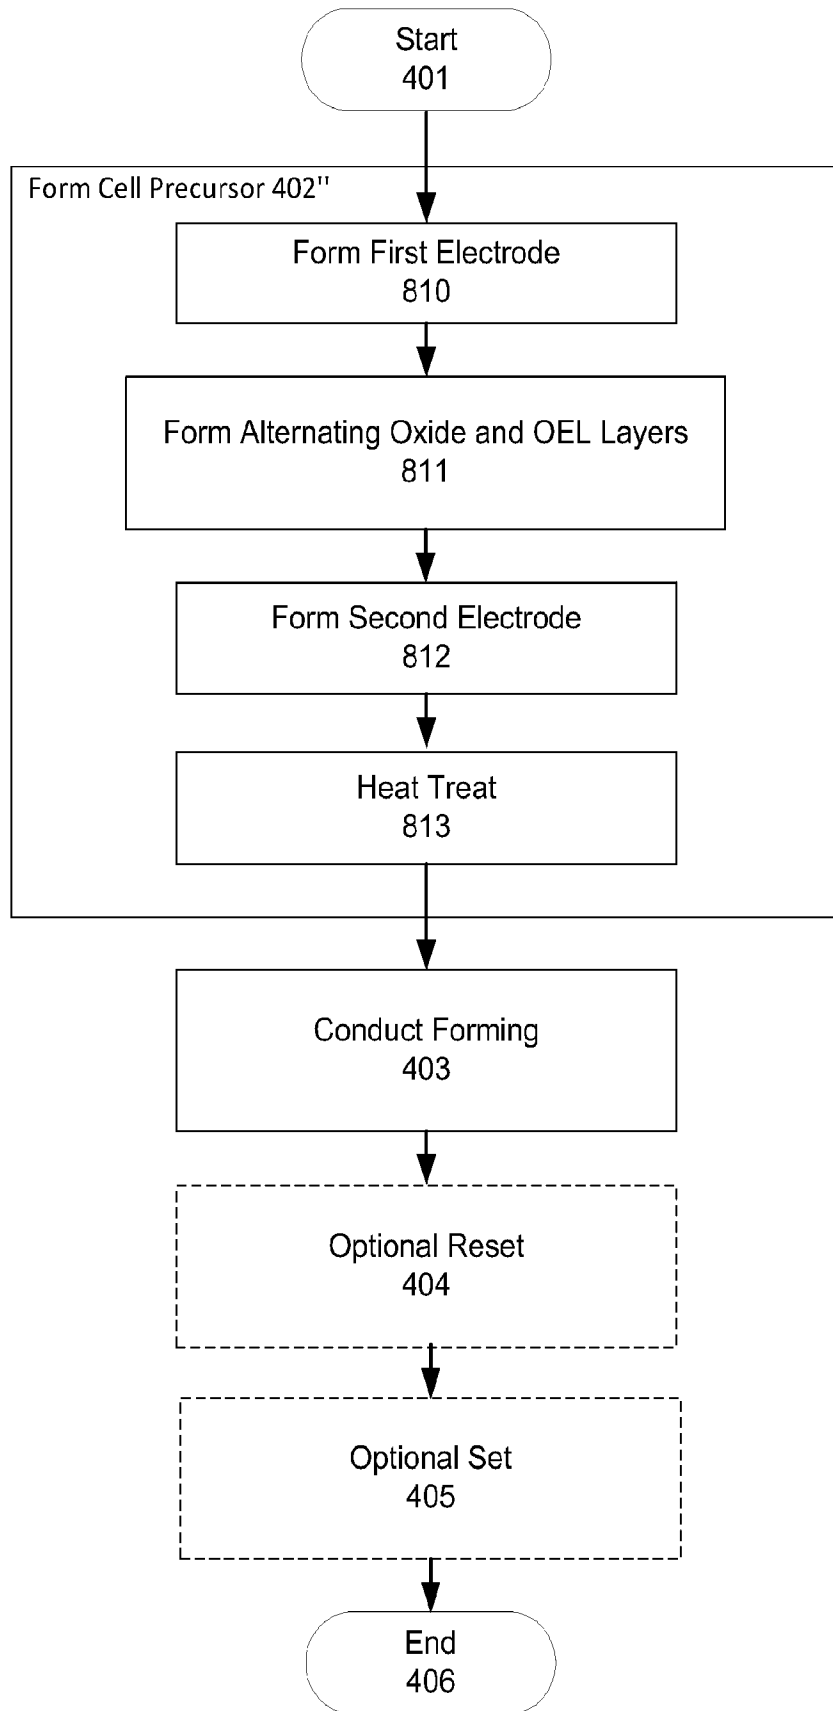 Start
401
Form Cell Precursor 402"
Form First Electrode
810
Form Alternating Oxide and OEL Layers
811
Form Second Electrode
812
Heat Treat
813
Conduct Forming
403
Optional Reset
404
Optional Set
405
End
406